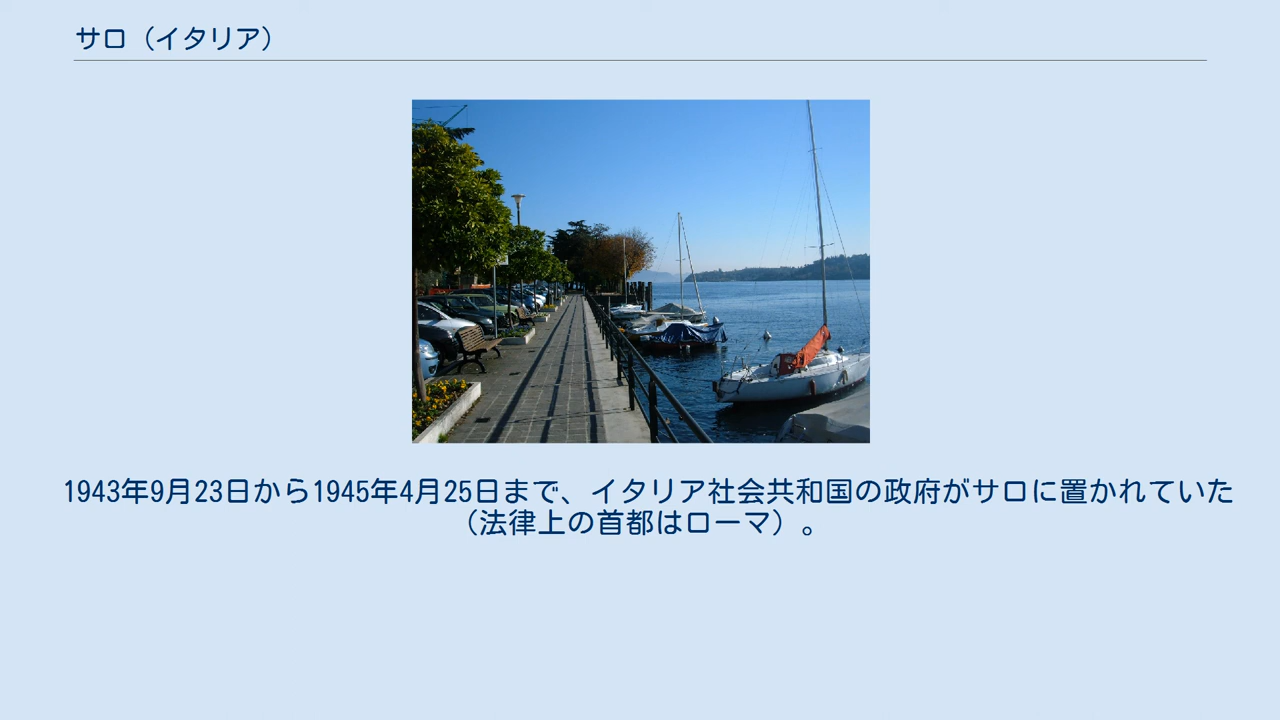 サロ（イタリア）
1943年9月23日から1945年4月25日まで、イタリア社会共和国の政府がサロに置かれていた
（法律上の首都はローマ）。